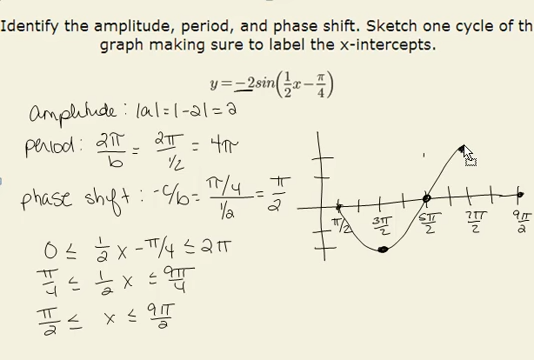 Identify the amplitude, period, and phase shift. Sketch one cycle of th
graph making sure to label the x-intercepts.
y=-2sin(1/2x-π/4)
amplitude: |a|=|-2|=2
period: 2π/b = 2π/1/2 = 4π
phase shift: -c/b = π/4/1/2 = π/2
0 ≤ 1/2 x - π/4 ≤ 2π
π/4 ≤ 1/2 x ≤ 9π/4
π/2 ≤ x ≤ 9π/2
π/2 3π/2 5π/2 7π/2 9π/2